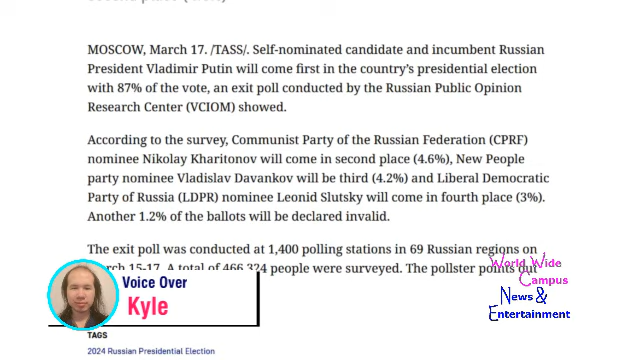 MOSCOW, March 17. /TASS/. Self-nominated candidate and incumbent Russian
President Vladimir Putin will come first in the country's presidential election
with 87% of the vote, an exit poll conducted by the Russian Public Opinion
Research Center (VCIOM) showed.
According to the survey, Communist Party of the Russian Federation (CPRF)
nominee Nikolay Kharitonov will come in second place (4.6%), New People
party nominee Vladislav Davankov will be third (4.2%) and Liberal Democratic
Party of Russia (LDPR) nominee Leonid Slutsky will come in fourth place (3%).
Another 1.2% of the ballots will be declared invalid.
The exit poll was conducted at 1,400 polling stations in 69 Russian regions on
March 15-17. A total of 466,324 people were surveyed. The pollster points out
Voice Over
Kyle
World Wide
Campus
News &
Entertainment
TAGS
2024 Russian Presidential Election